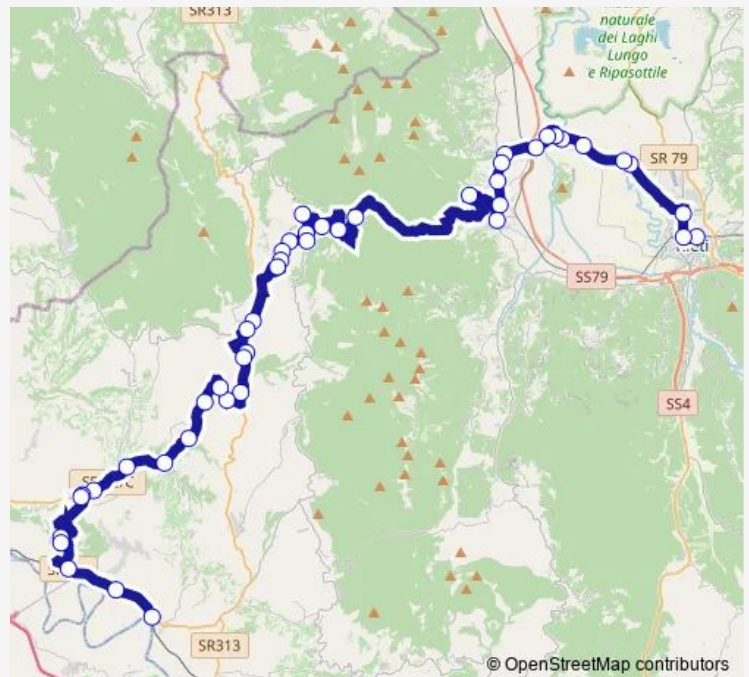 SR313
naturale
dei Laghi
Lungo
e Ripasottile
SR 79
SS79
SS4
SR313
© OpenStreetMap contributors